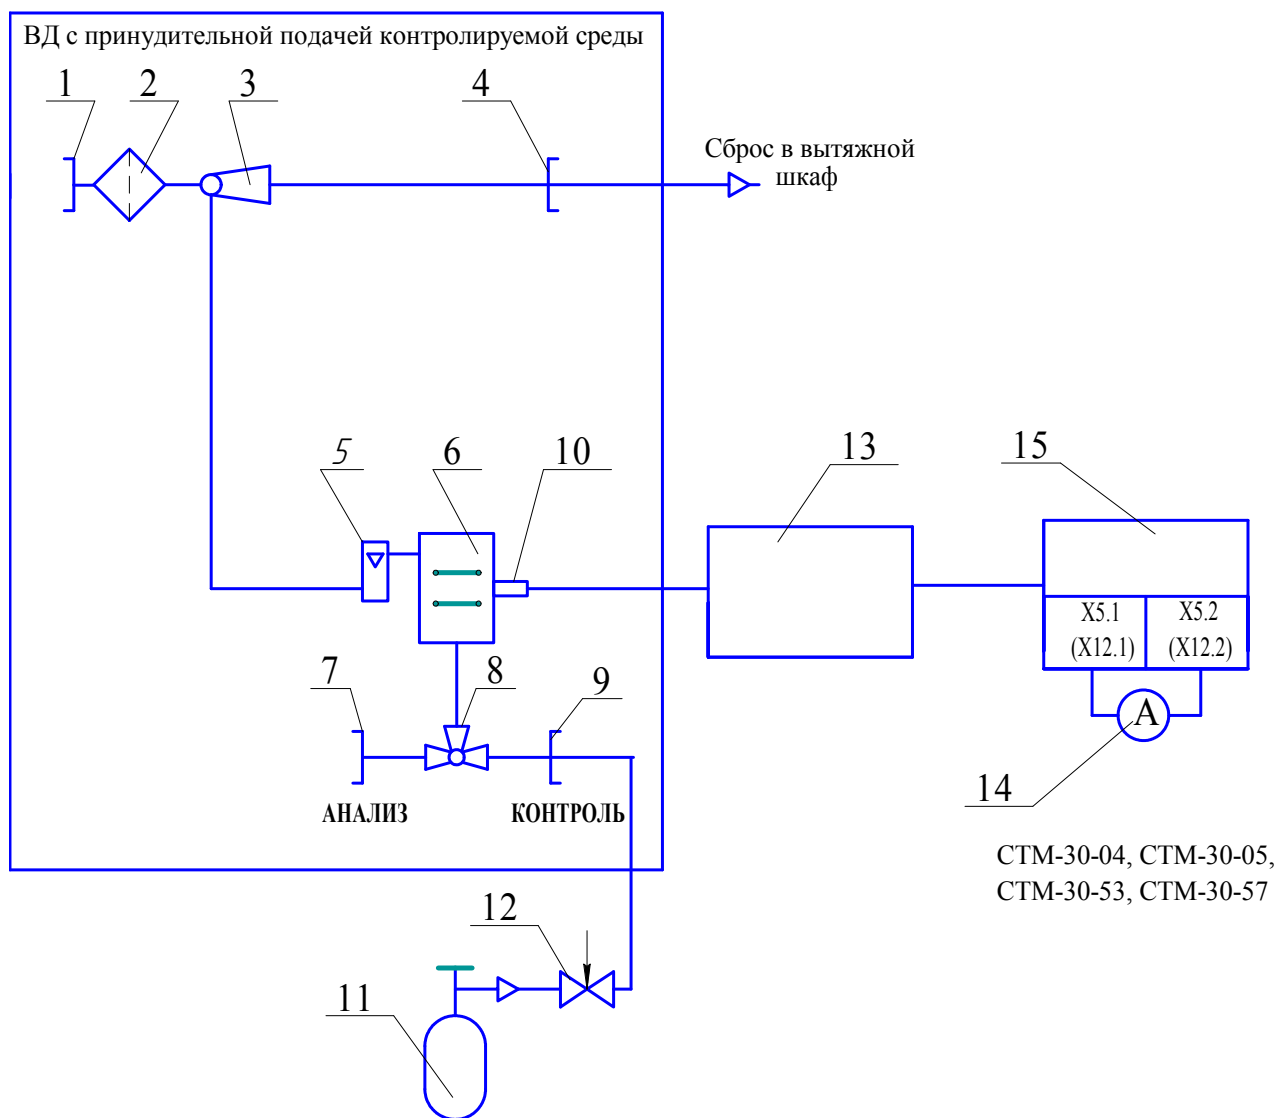 ВД с принудительной подачей контролируемой среды
1 2 3 4
Сброс в вытяжной
шкаф
5 6 10 13 15
X5.1 X5.2
(X12.1) (X12.2)
7 8 9
A
14
АНАЛИЗ КОНТРОЛЬ
СТМ-30-04, СТМ-30-05,
СТМ-30-53, СТМ-30-57
12
11